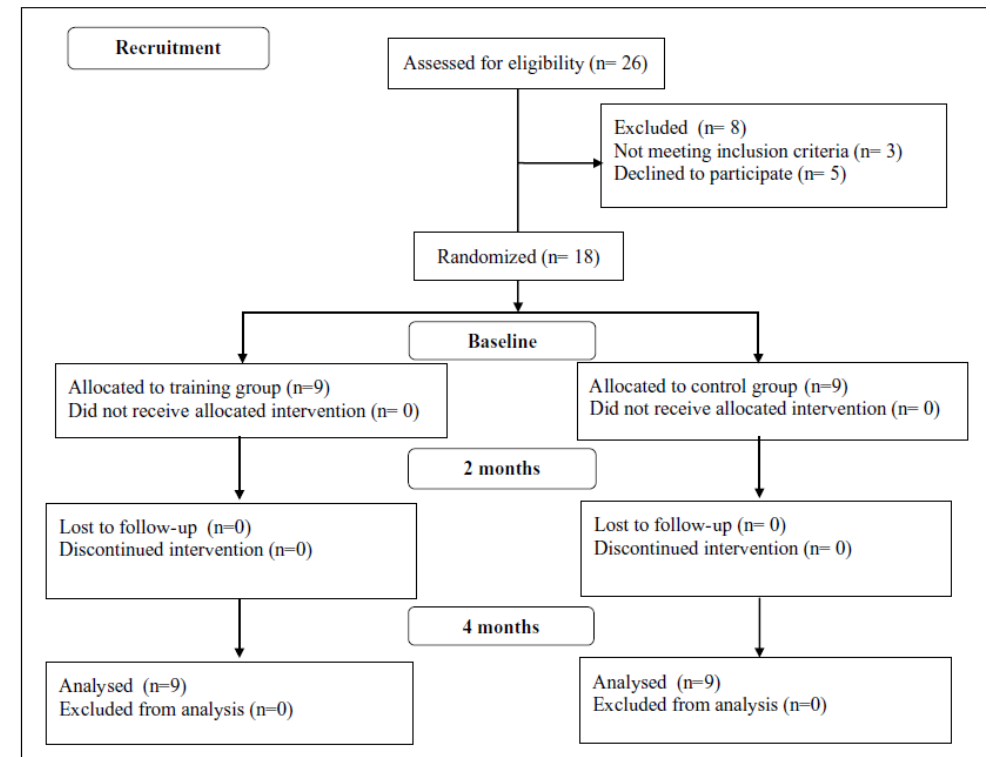 Recruitment
Assessed for eligibility (n= 26)
Excluded (n= 8)
Not meeting inclusion criteria (n= 3)
Declined to participate (n= 5)
Randomized (n= 18)
Baseline
Allocated to training group (n=9)
Did not receive allocated intervention (n= 0)
Allocated to control group (n=9)
Did not receive allocated intervention (n= 0)
2 months
Lost to follow-up (n=0)
Discontinued intervention (n=0)
Lost to follow-up (n= 0)
Discontinued intervention (n= 0)
4 months
Analysed (n=9)
Excluded from analysis (n=0)
Analysed (n=9)
Excluded from analysis (n=0)